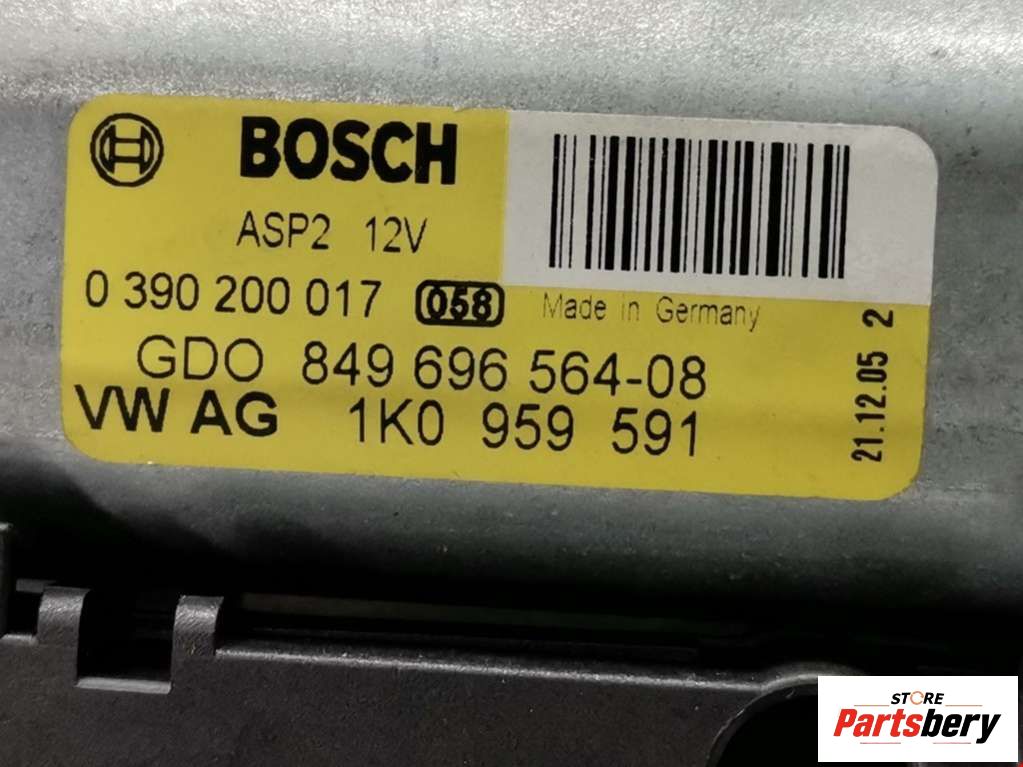 BOSCH
ASP2 12V
0 390 200 017 058 Made in Germany
GDO 849 696 564-08
VW AG 1K0 959 591
21.12.05 2
STORE
Partsbery